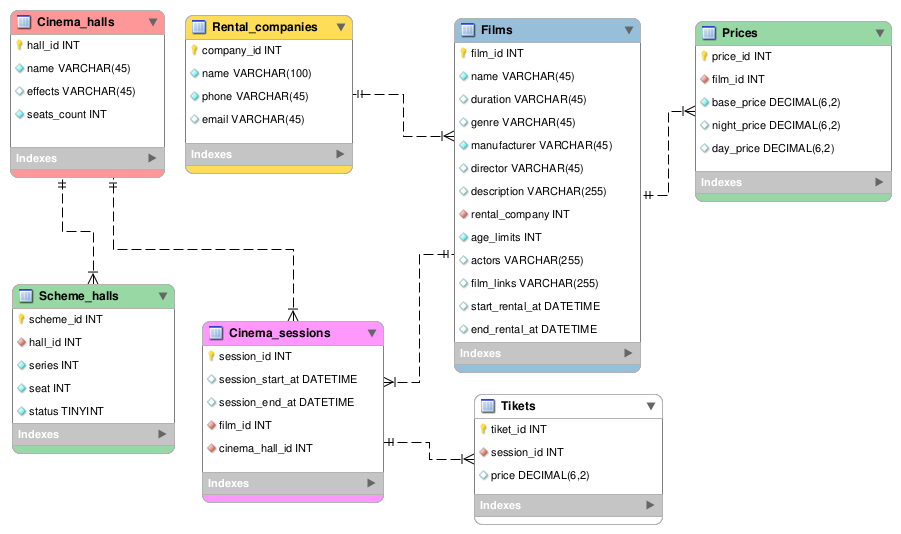 Cinema_halls
hall_id INT
name VARCHAR(45)
effects VARCHAR(45)
seats_count INT
Indexes
Rental_companies
company_id INT
name VARCHAR(100)
phone VARCHAR(45)
email VARCHAR(45)
Indexes
Films
film_id INT
name VARCHAR(45)
duration VARCHAR(45)
genre VARCHAR(45)
manufacturer VARCHAR(45)
director VARCHAR(45)
description VARCHAR(255)
rental_company INT
age_limits INT
actors VARCHAR(255)
film_links VARCHAR(255)
start_rental_at DATETIME
end_rental_at DATETIME
Indexes
Prices
price_id INT
film_id INT
base_price DECIMAL(6,2)
night_price DECIMAL(6,2)
day_price DECIMAL(6,2)
Indexes
Scheme_halls
scheme_id INT
hall_id INT
series INT
seat INT
status TINYINT
Indexes
Cinema_sessions
session_id INT
session_start_at DATETIME
session_end_at DATETIME
film_id INT
cinema_hall_id INT
Indexes
Tikets
tiket_id INT
session_id INT
price DECIMAL(6,2)
Indexes